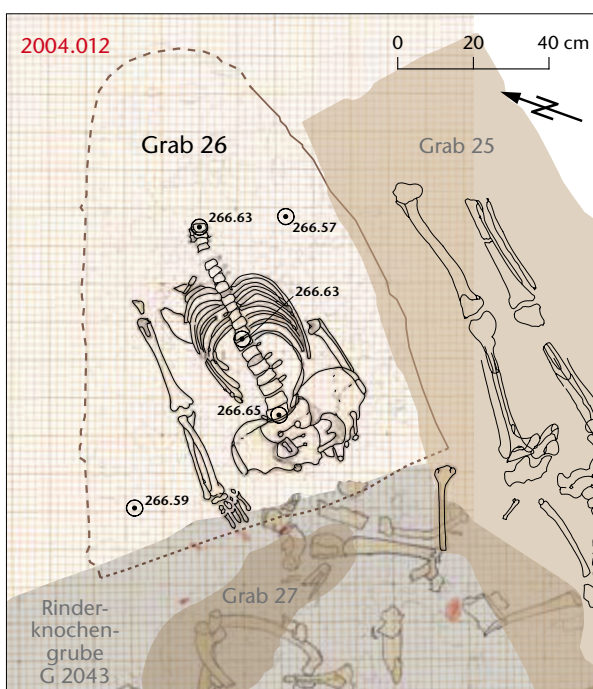 2004.012
0 20 40 cm
N
Grab 26
Grab 25
266.63
266.57
266.63
266.65
266.59
Grab 27
Rinder-
knochen-
grube
G 2043